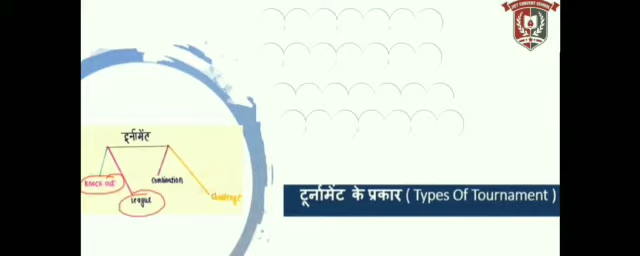 टूर्नामेंट
KNOCK OUT
Combination
League
Challenge
टूर्नामेंट के प्रकार ( Types Of Tournament )